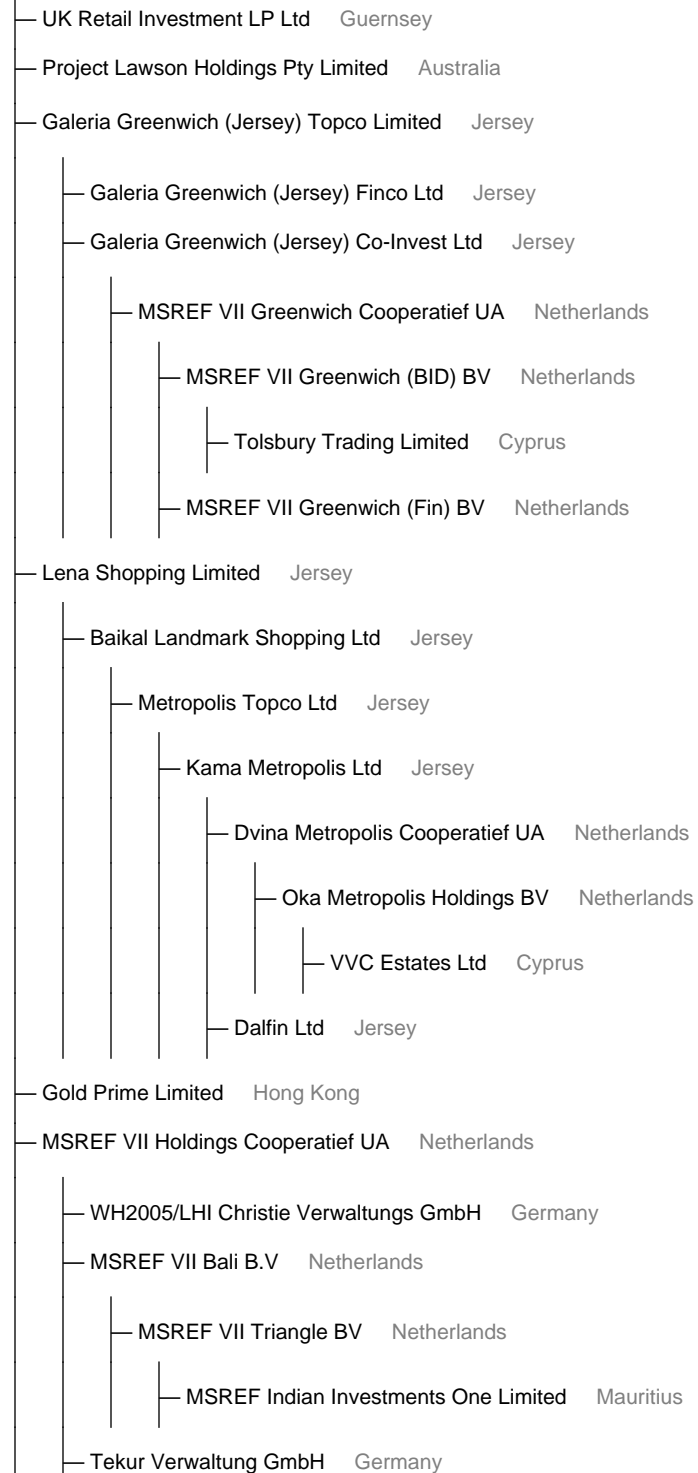 UK Retail Investment LP Ltd Guernsey
Project Lawson Holdings Pty Limited Australia
Galeria Greenwich (Jersey) Topco Limited Jersey
Galeria Greenwich (Jersey) Finco Ltd Jersey
Galeria Greenwich (Jersey) Co-Invest Ltd Jersey
MSREF VII Greenwich Cooperatief UA Netherlands
MSREF VII Greenwich (BID) BV Netherlands
Tolsbury Trading Limited Cyprus
MSREF VII Greenwich (Fin) BV Netherlands
Lena Shopping Limited Jersey
Baikal Landmark Shopping Ltd Jersey
Metropolis Topco Ltd Jersey
Kama Metropolis Ltd Jersey
Dvina Metropolis Cooperatief UA Netherlands
Oka Metropolis Holdings BV Netherlands
VVC Estates Ltd Cyprus
Dalfin Ltd Jersey
Gold Prime Limited Hong Kong
MSREF VII Holdings Cooperatief UA Netherlands
WH2005/LHI Christie Verwaltungs GmbH Germany
MSREF VII Bali B.V Netherlands
MSREF VII Triangle BV Netherlands
MSREF Indian Investments One Limited Mauritius
Tekur Verwaltung GmbH Germany